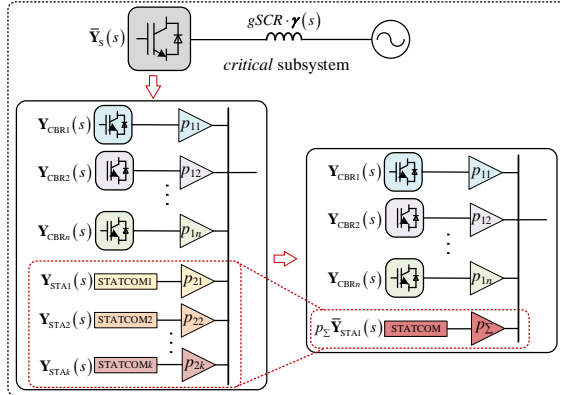 Ȳ_S(s)
gSCR · γ(s)
critical subsystem
Y_CBR1(s) p_11
Y_CBR2(s) p_12
⋮
Y_CBRn(s) p_1n
Y_STA1(s) STATCOM1 p_21
Y_STA2(s) STATCOM2 p_22
⋮
Y_STAk(s) STATCOMk p_2k
Y_CBR1(s) p_11
Y_CBR2(s) p_12
⋮
Y_CBRn(s) p_1n
p_Σ Ȳ_STA1(s) STATCOM p_Σ